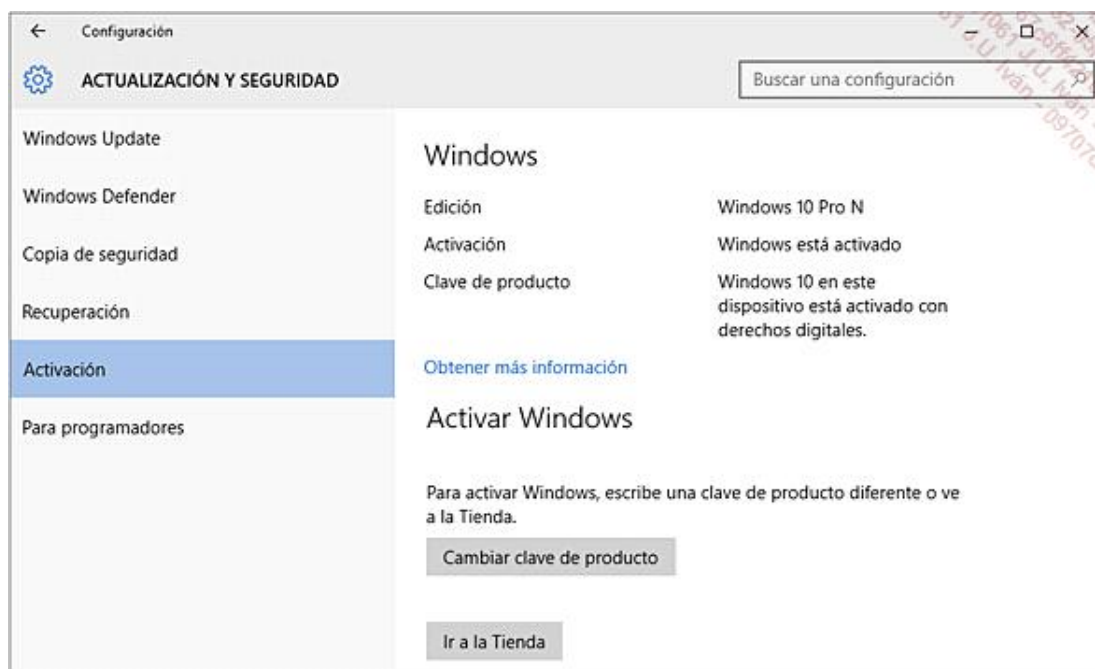 Configuración
ACTUALIZACIÓN Y SEGURIDAD
Buscar una configuración
Windows Update
Windows Defender
Copia de seguridad
Recuperación
Activación
Para programadores
Windows
Edición Windows 10 Pro N
Activación Windows está activado
Clave de producto Windows 10 en este
dispositivo está activado con
derechos digitales.
Obtener más información
Activar Windows
Para activar Windows, escribe una clave de producto diferente o ve
a la Tienda.
Cambiar clave de producto
Ir a la Tienda